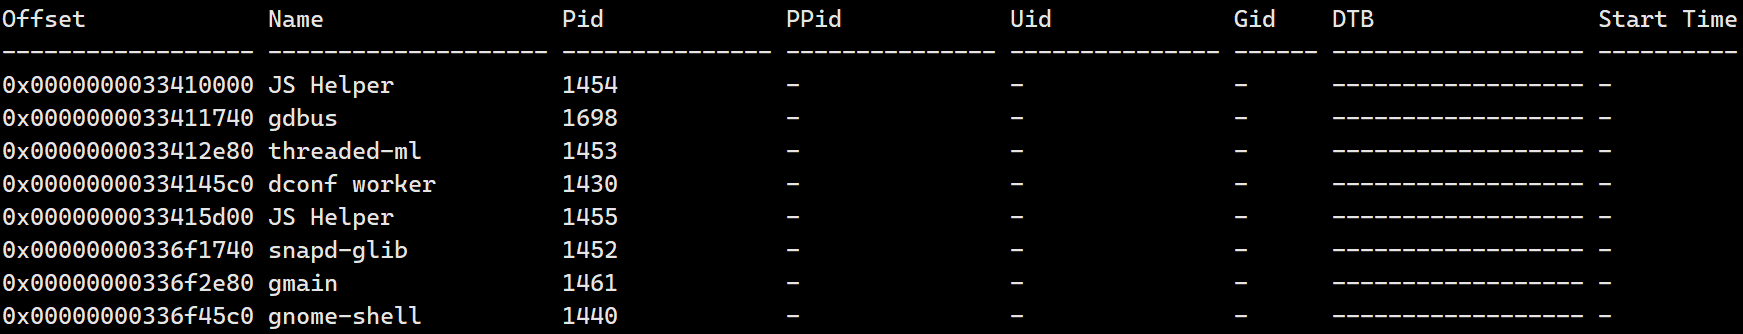 Offset Name Pid PPid Uid Gid DTB Start Time
------------------ -------------------- --------------- --------------- --------------- ------ ------------------ ----------
0x0000000033410000 JS Helper 1454 - - - ------------------ -
0x0000000033411740 gdbus 1698 - - - ------------------ -
0x0000000033412e80 threaded-ml 1453 - - - ------------------ -
0x00000000334145c0 dconf worker 1430 - - - ------------------ -
0x0000000033415d00 JS Helper 1455 - - - ------------------ -
0x00000000336f1740 snapd-glib 1452 - - - ------------------ -
0x00000000336f2e80 gmain 1461 - - - ------------------ -
0x00000000336f45c0 gnome-shell 1440 - - - ------------------ -